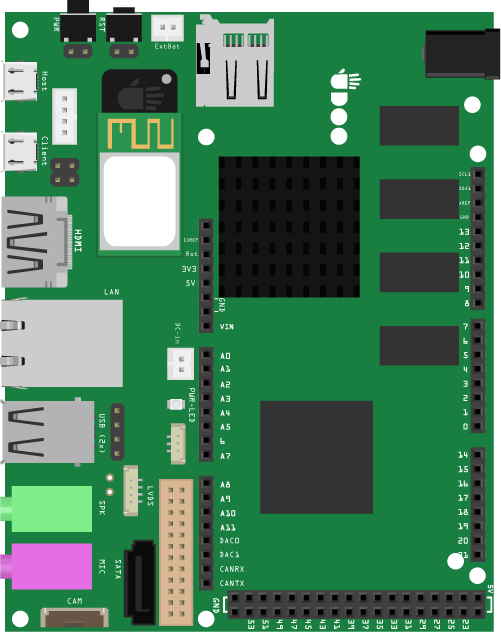 PWR
RST
ExtBat
Host
Client
HDMI
LAN
USB (2x)
SPK
MIC
CAM
SATA
LVDS
DC-in
PWR-LED
IOREF
Rst
3V3
5V
GND
VIN
A0
A1
A2
A3
A4
A5
6
A7
A8
A9
A10
A11
DAC0
DAC1
CANRX
CANTX
UDOO
SCL1
SDA1
AREF
GND
13
12
11
10
9
8
7
6
5
4
3
2
1
0
14
15
16
17
18
19
20
21
5V
GND
53
51
49
47
45
43
41
39
37
35
33
31
29
27
25
23